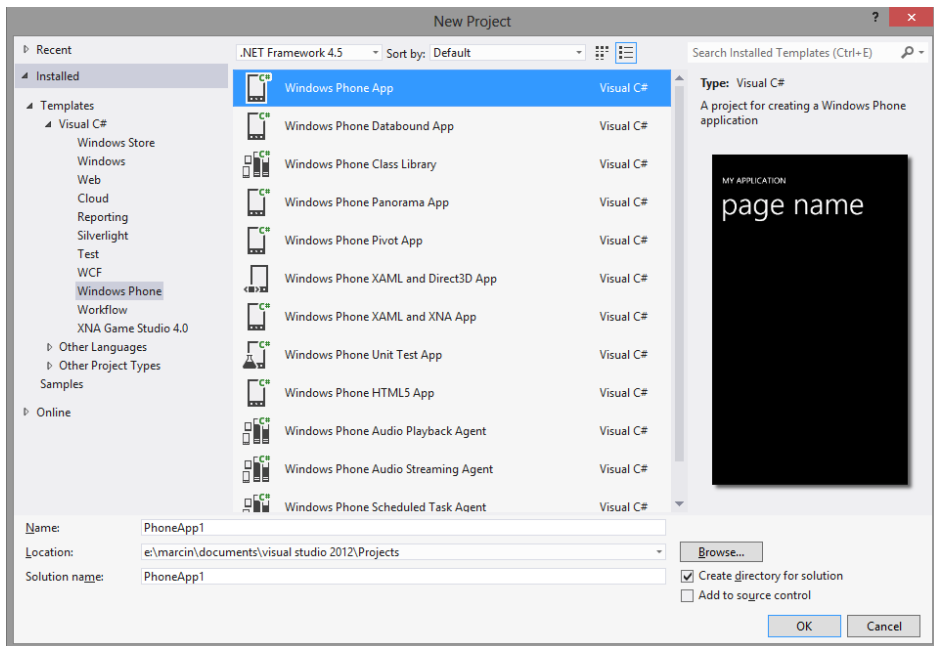 New Project
? ×
Recent
.NET Framework 4.5 Sort by: Default
Search Installed Templates (Ctrl+E)
Installed
Templates
Visual C#
Windows Store
Windows
Web
Cloud
Reporting
Silverlight
Test
WCF
Windows Phone
Workflow
XNA Game Studio 4.0
Other Languages
Other Project Types
Samples
Online
C# Windows Phone App Visual C#
C# Windows Phone Databound App Visual C#
C# Windows Phone Class Library Visual C#
C# Windows Phone Panorama App Visual C#
C# Windows Phone Pivot App Visual C#
Windows Phone XAML and Direct3D App Visual C#
C# Windows Phone XAML and XNA App Visual C#
C# Windows Phone Unit Test App Visual C#
C# Windows Phone HTML5 App Visual C#
C# Windows Phone Audio Playback Agent Visual C#
C# Windows Phone Audio Streaming Agent Visual C#
C# Windows Phone Scheduled Task Agent Visual C#
Type: Visual C#
A project for creating a Windows Phone
application
MY APPLICATION
page name
Name: PhoneApp1
Location: e:\marcin\documents\visual studio 2012\Projects
Browse...
Solution name: PhoneApp1
Create directory for solution
Add to source control
OK Cancel